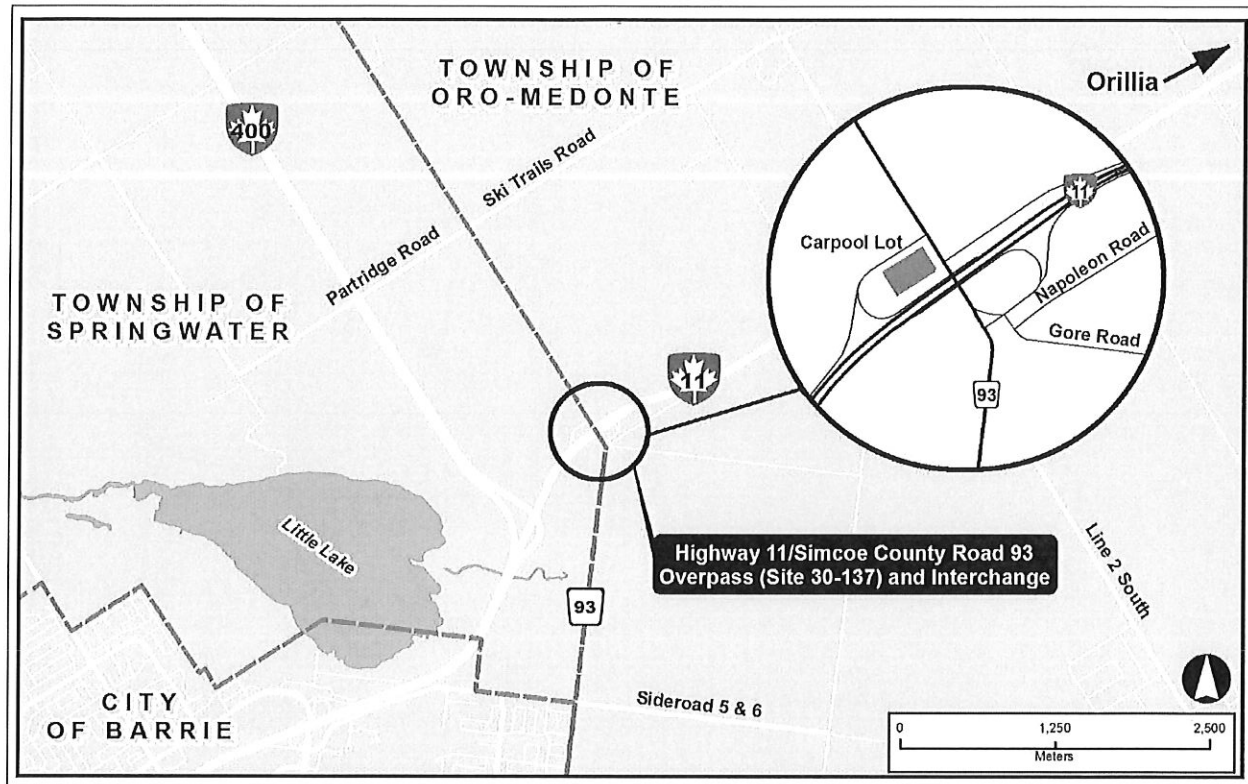 TOWNSHIP OF
ORO-MEDONTE
Orillia
400
Ski Trails Road
11
Carpool Lot
Partridge Road
Napoleon Road
TOWNSHIP OF
SPRINGWATER
Gore Road
11
93
Little Lake
Highway 11/Simcoe County Road 93
Overpass (Site 30-137) and Interchange
Line 2 South
93
CITY
OF BARRIE
Sideroad 5 & 6
0
1,250
2,500
Meters